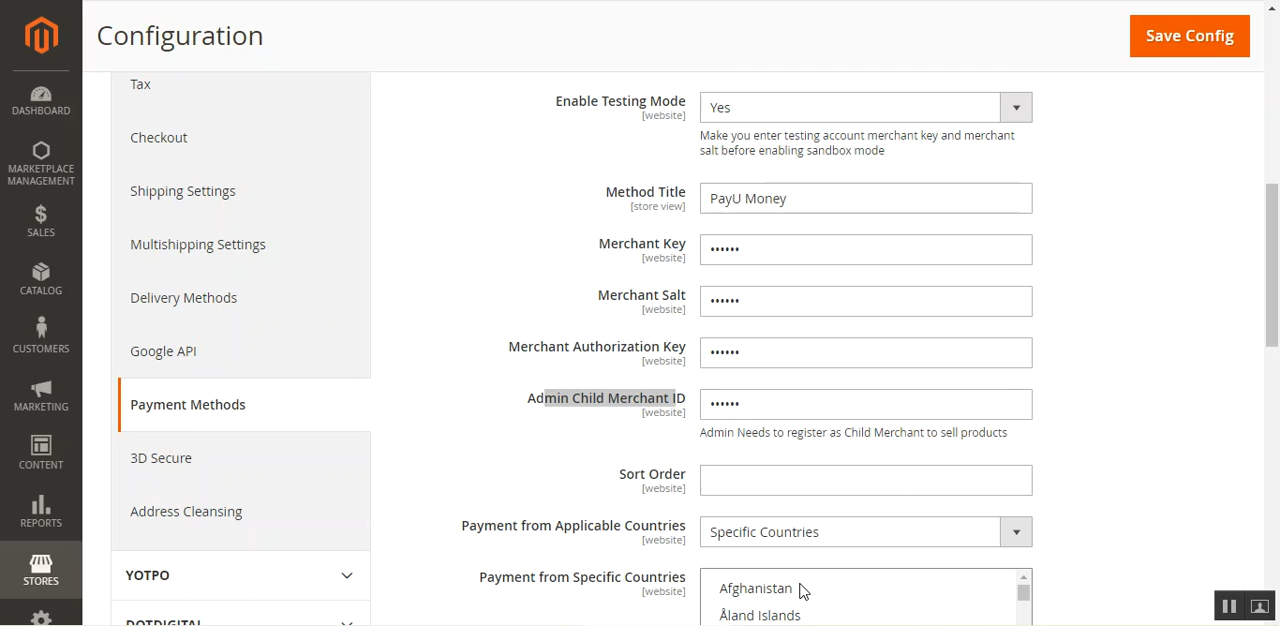 Configuration
Save Config
DASHBOARD
MARKETPLACE
MANAGEMENT
SALES
CATALOG
CUSTOMERS
MARKETING
CONTENT
REPORTS
STORES
Tax
Checkout
Shipping Settings
Multishipping Settings
Delivery Methods
Google API
Payment Methods
3D Secure
Address Cleansing
YOTPO
DOTDIGITAL
Enable Testing Mode
[website]
Yes
Make you enter testing account merchant key and merchant
salt before enabling sandbox mode
Method Title
[store view]
PayU Money
Merchant Key
[website]
••••••
Merchant Salt
[website]
••••••
Merchant Authorization Key
[website]
••••••
Admin Child Merchant ID
[website]
••••••
Admin Needs to register as Child Merchant to sell products
Sort Order
[website]
Payment from Applicable Countries
[website]
Specific Countries
Payment from Specific Countries
[website]
Afghanistan
Åland Islands